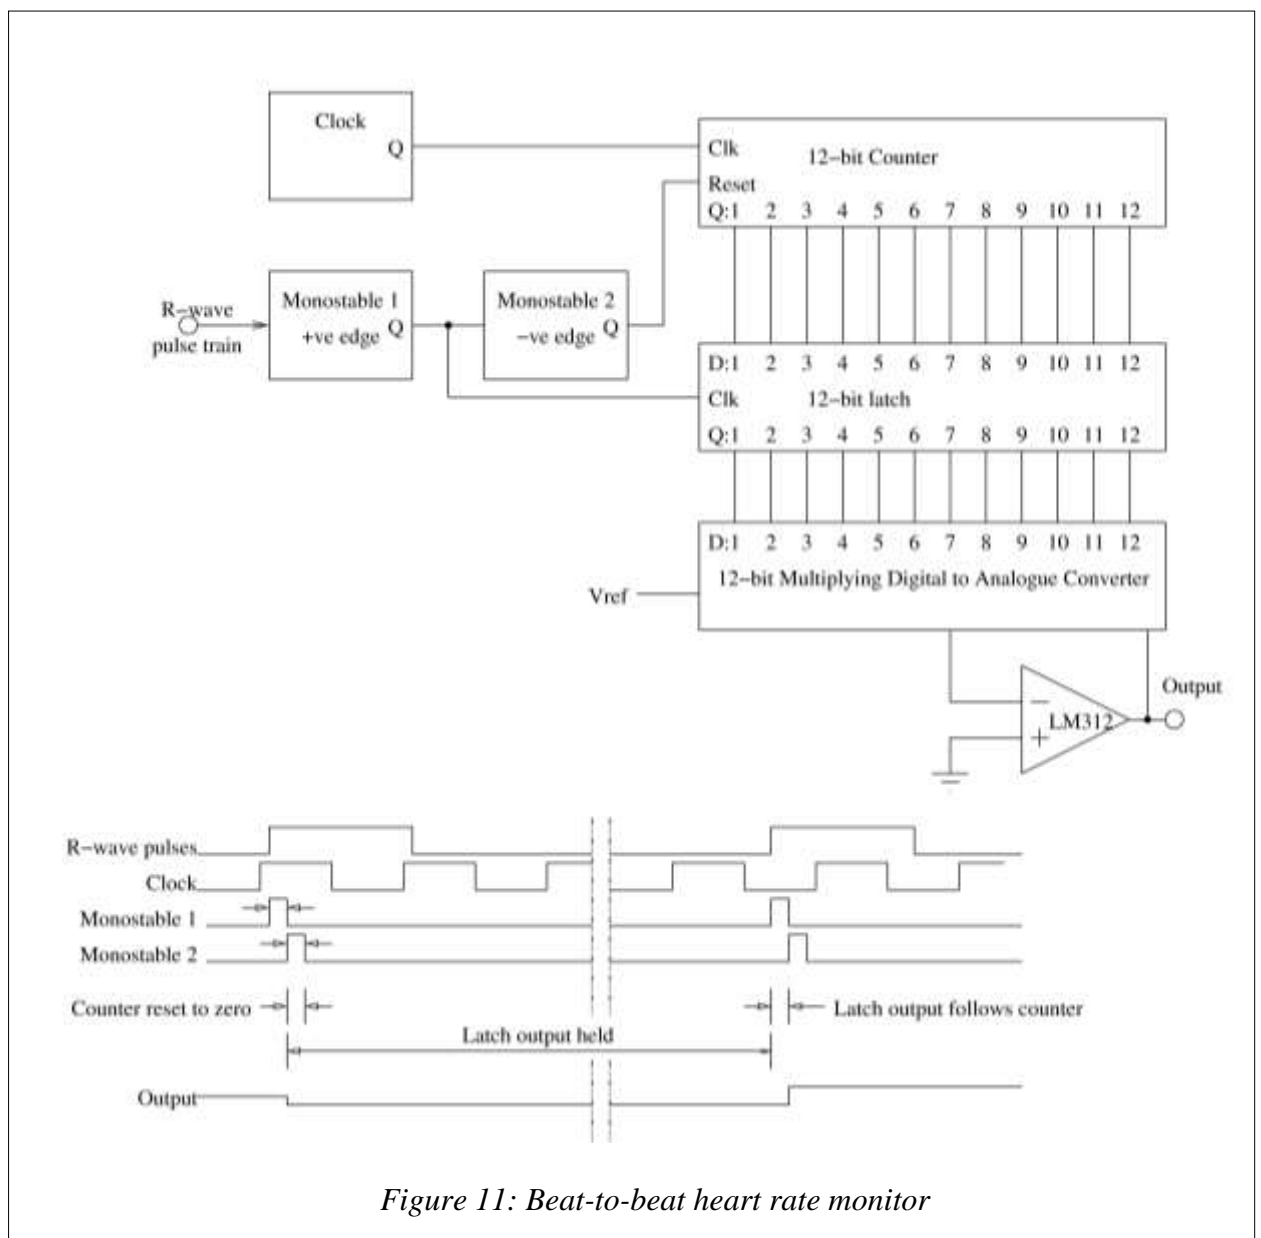 Clock
Q
Clk 12-bit Counter
Reset
Q:1 2 3 4 5 6 7 8 9 10 11 12
R-wave
pulse train
Monostable 1
+ve edge Q
Monostable 2
-ve edge Q
D:1 2 3 4 5 6 7 8 9 10 11 12
Clk 12-bit latch
Q:1 2 3 4 5 6 7 8 9 10 11 12
D:1 2 3 4 5 6 7 8 9 10 11 12
12-bit Multiplying Digital to Analogue Converter
Vref
Output
−
LM312
+
R-wave pulses
Clock
Monostable 1
Monostable 2
Counter reset to zero
Latch output follows counter
Latch output held
Output
Figure 11: Beat-to-beat heart rate monitor